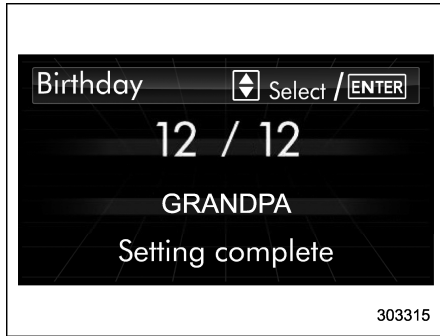 Birthday Select / ENTER
12 / 12
GRANDPA
Setting complete
303315